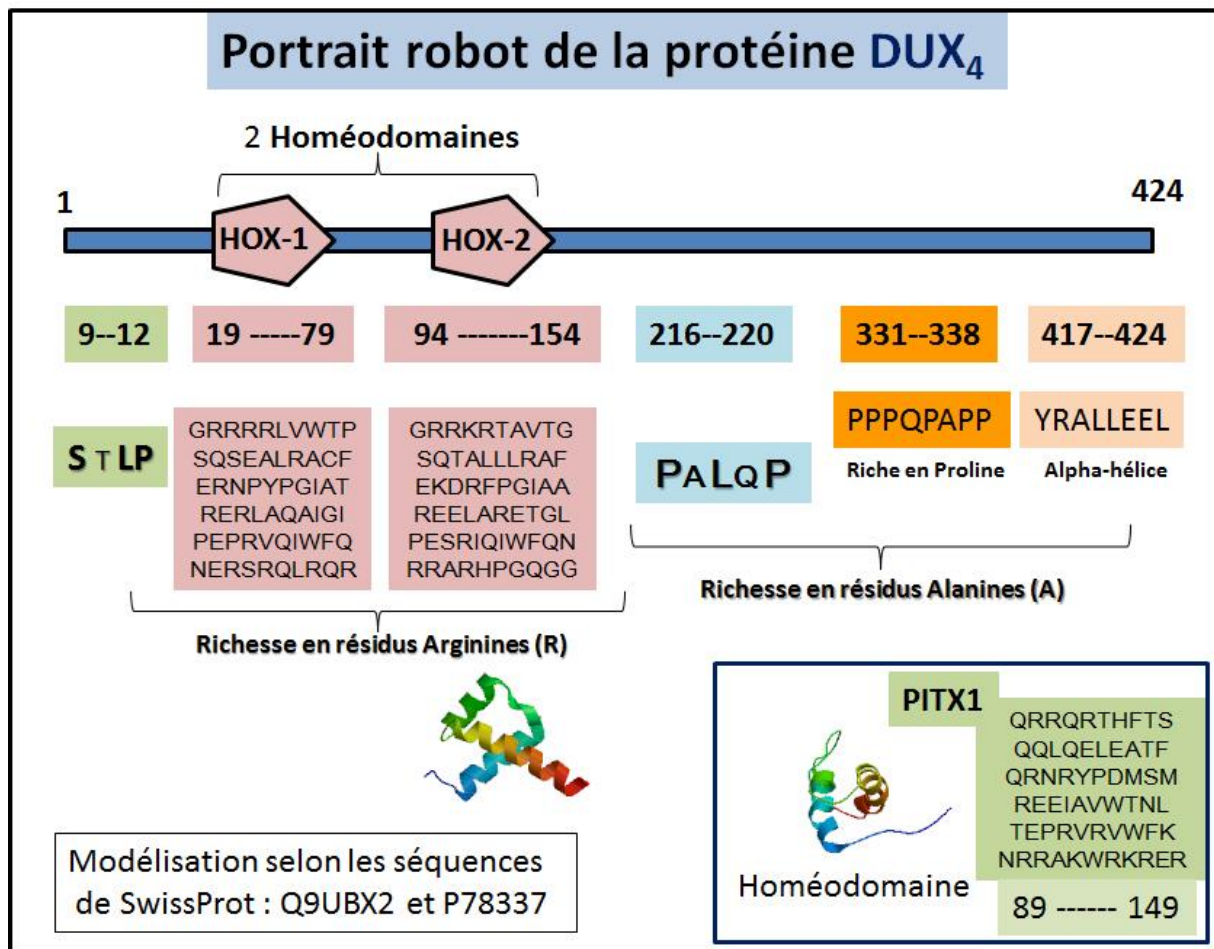 Portrait robot de la protéine DUX4
2 Homéodomaines
1
424
HOX-1
HOX-2
9--12
19 -----79
94 -------154
216--220
331--338
417--424
S T LP
GRRRRLVWTP
SQSEALRACF
ERNPYPGIAT
RERLAQAIGI
PEPRVQIWFQ
NERSRQLRQR
GRRKRTAVTG
SQTALLLRAF
EKDRFPGIAA
REELARETGL
PESRIQIWFQN
RRARHPGQGG
PALQP
PPPQPAPP
Riche en Proline
YRALLEEL
Alpha-hélice
Richesse en résidus Arginines (R)
Richesse en résidus Alanines (A)
Modélisation selon les séquences
de SwissProt : Q9UBX2 et P78337
PITX1
QRRQRTHFTS
QQLQELEATF
QRNRYPDMSM
REEIAVWTNL
TEPRVRVWFK
NRRAKWRKRER
Homéodomaine
89 ------ 149